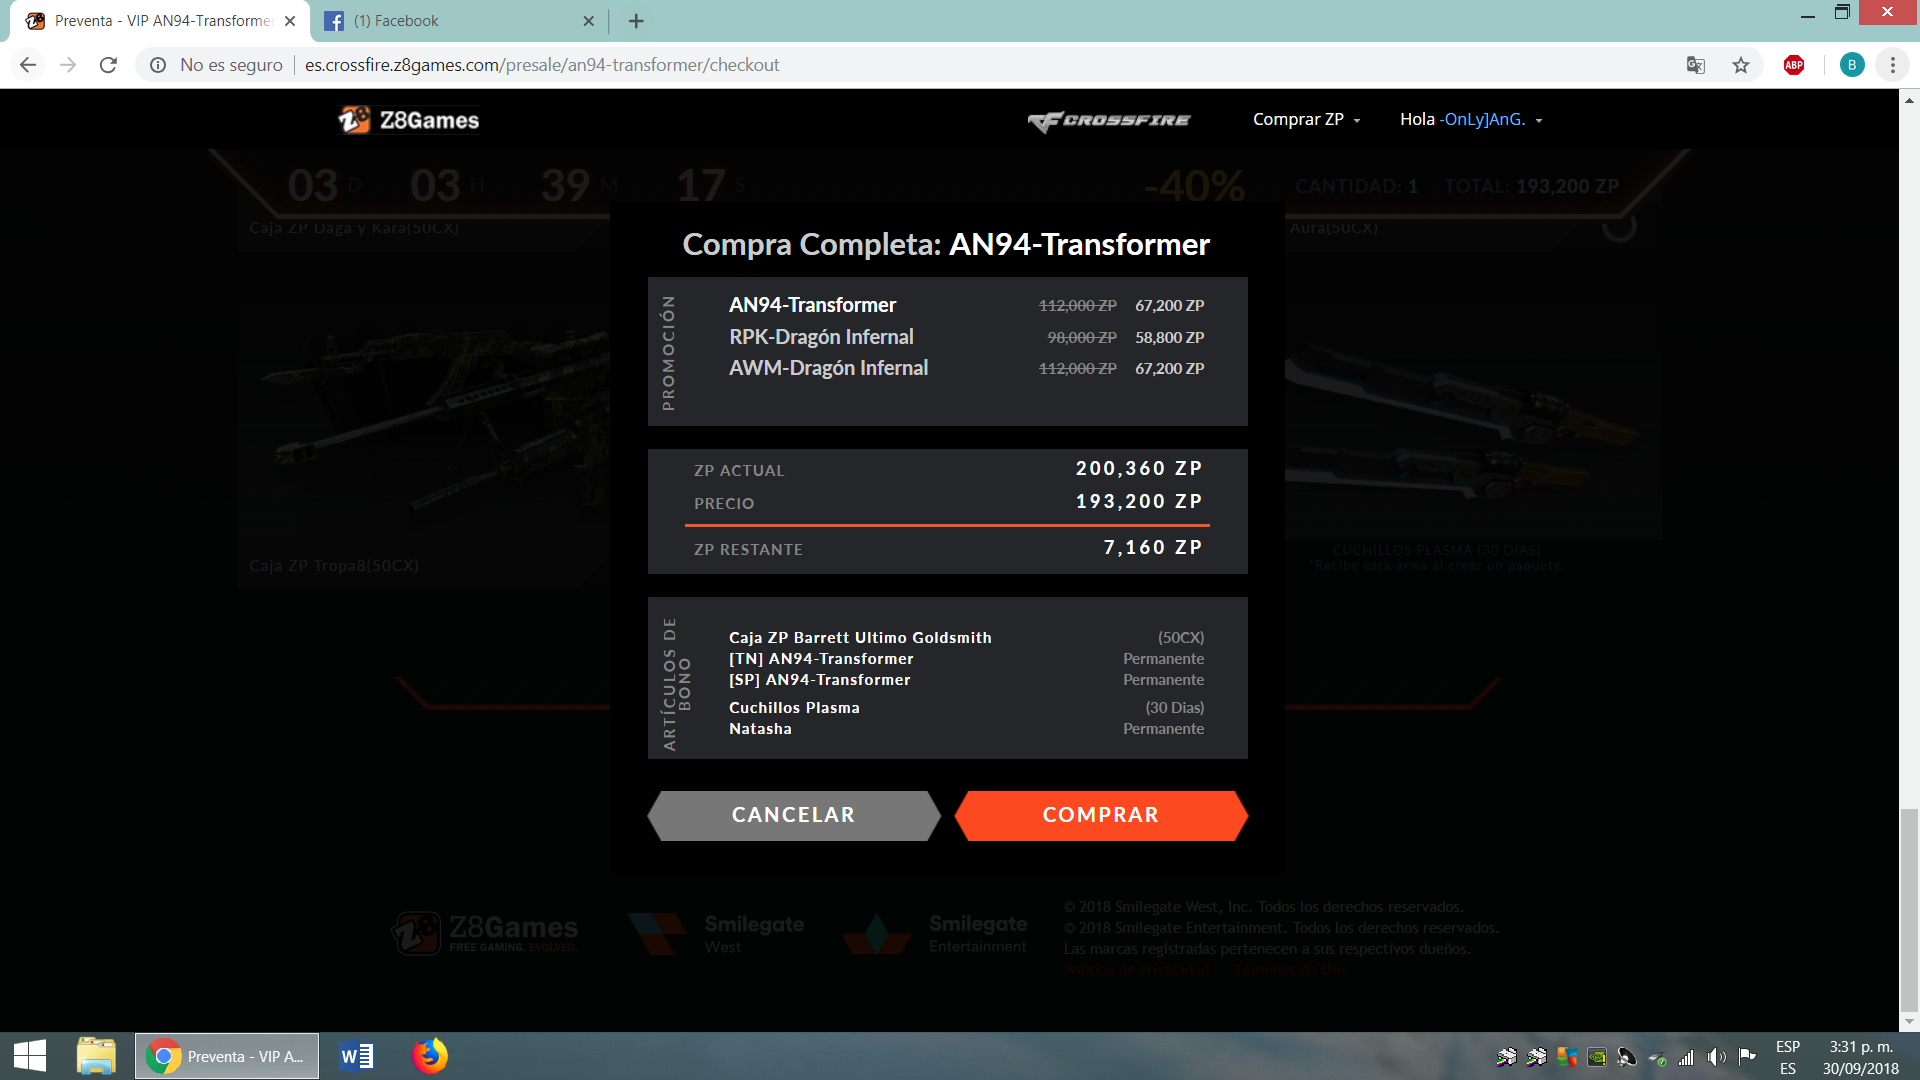 Preventa - VIP AN94-Transforme
(1) Facebook
No es seguro
es.crossfire.z8games.com/presale/an94-transformer/checkout
ABP
B
Z8Games
CROSSFIRE
Comprar ZP
Hola -OnLy]AnG.
03 D 03 H 39 M 17 S
-40%
CANTIDAD: 1 TOTAL: 193,200 ZP
Caja ZP Daga y Kara(50CX)
Aura(50CX)
Compra Completa: AN94-Transformer
PROMOCIÓN
AN94-Transformer 112,000 ZP 67,200 ZP
RPK-Dragón Infernal 98,000 ZP 58,800 ZP
AWM-Dragón Infernal 112,000 ZP 67,200 ZP
ZP ACTUAL 200,360 ZP
PRECIO 193,200 ZP
ZP RESTANTE 7,160 ZP
Caja ZP Tropa8(50CX)
CUCHILLOS PLASMA (30 DIAS)
*Recibe esta arma al crear un paquete
ARTÍCULOS DE
BONO
Caja ZP Barrett Ultimo Goldsmith (50CX)
[TN] AN94-Transformer Permanente
[SP] AN94-Transformer Permanente
Cuchillos Plasma (30 Dias)
Natasha Permanente
CANCELAR
COMPRAR
Z8Games
FREE GAMING. EVOLVED.
Smilegate
West
Smilegate
Entertainment
© 2018 Smilegate West, Inc. Todos los derechos reservados.
© 2018 Smilegate Entertainment. Todos los derechos reservados.
Las marcas registradas pertenecen a sus respectivos dueños.
Política de Privacidad Términos de Uso
Preventa - VIP A...
ESP
ES
3:31 p. m.
30/09/2018